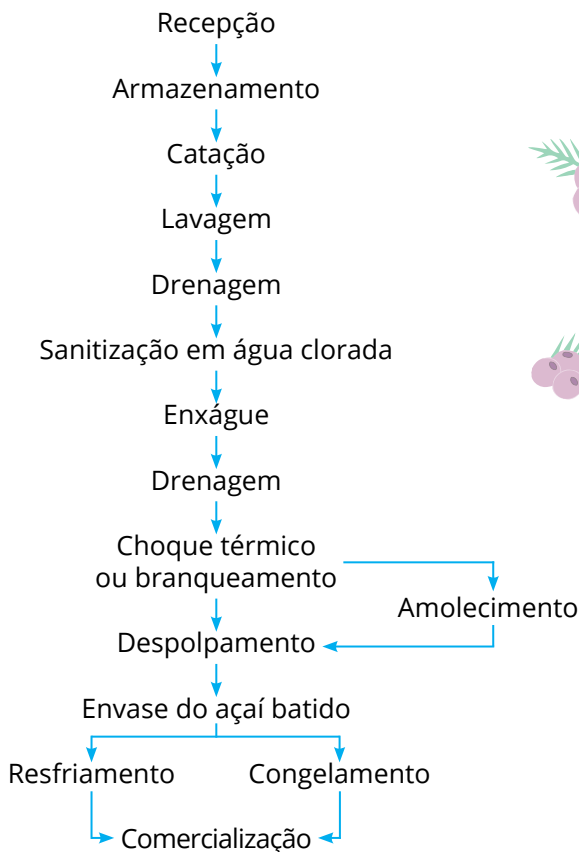 Recepção
Armazenamento
Catação
Lavagem
Drenagem
Sanitização em água clorada
Enxágue
Drenagem
Choque térmico
ou branqueamento
Amolecimento
Despolpamento
Envase do açaí batido
Resfriamento
Congelamento
Comercialização